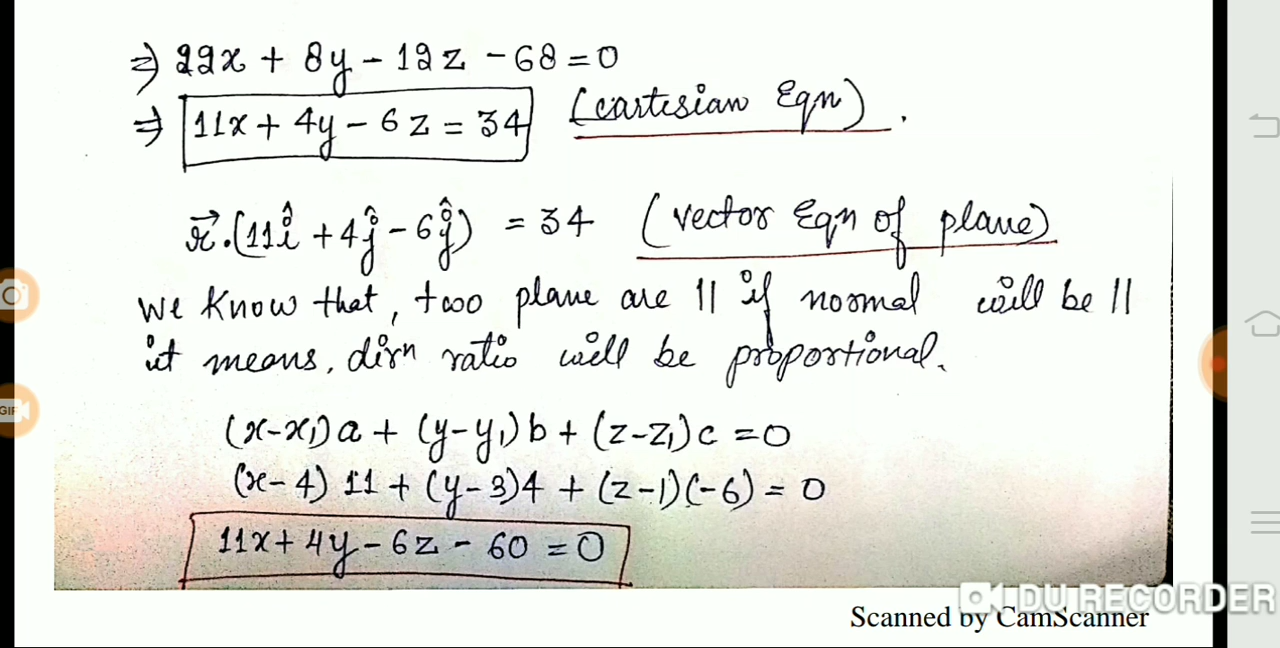 ⇒ 22x + 8y - 12z - 68 = 0
⇒ 11x + 4y - 6z = 34 (cartesian Eqn).
r⃗.(11î + 4ĵ - 6ĵ) = 34 (vector Eqn of plane)
We know that, two plane are || if normal will be ||
it means, dirn ratio will be proportional.
(x-x₁)a + (y-y₁)b + (z-z₁)c = 0
(x-4)11 + (y-3)4 + (z-1)(-6) = 0
11x + 4y - 6z - 60 = 0
GIF
DU RECORDER
Scanned by CamScanner